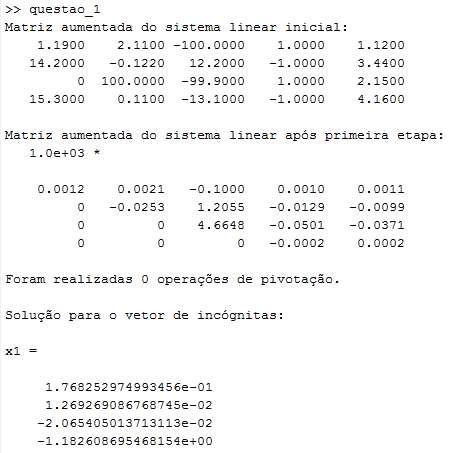 >> questao_1
Matriz aumentada do sistema linear inicial:
1.1900 2.1100 -100.0000 1.0000 1.1200
14.2000 -0.1220 12.2000 -1.0000 3.4400
0 100.0000 -99.9000 1.0000 2.1500
15.3000 0.1100 -13.1000 -1.0000 4.1600
Matriz aumentada do sistema linear após primeira etapa:
1.0e+03 *
0.0012 0.0021 -0.1000 0.0010 0.0011
0 -0.0253 1.2055 -0.0129 -0.0099
0 0 4.6648 -0.0501 -0.0371
0 0 0 -0.0002 0.0002
Foram realizadas 0 operações de pivotação.
Solução para o vetor de incógnitas:
x1 =
1.768252974993456e-01
1.269269086768745e-02
-2.065405013713113e-02
-1.182608695468154e+00